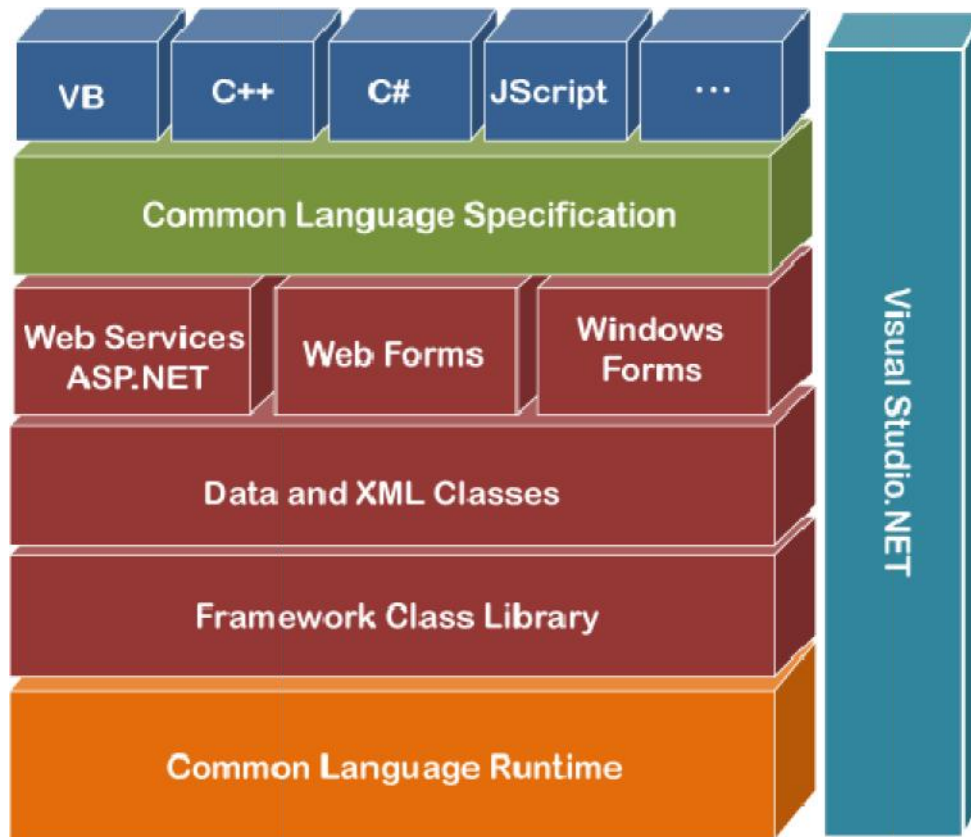 VB
C++
C#
JScript
...
Common Language Specification
Web Services
ASP.NET
Web Forms
Windows
Forms
Data and XML Classes
Framework Class Library
Common Language Runtime
Visual Studio.NET